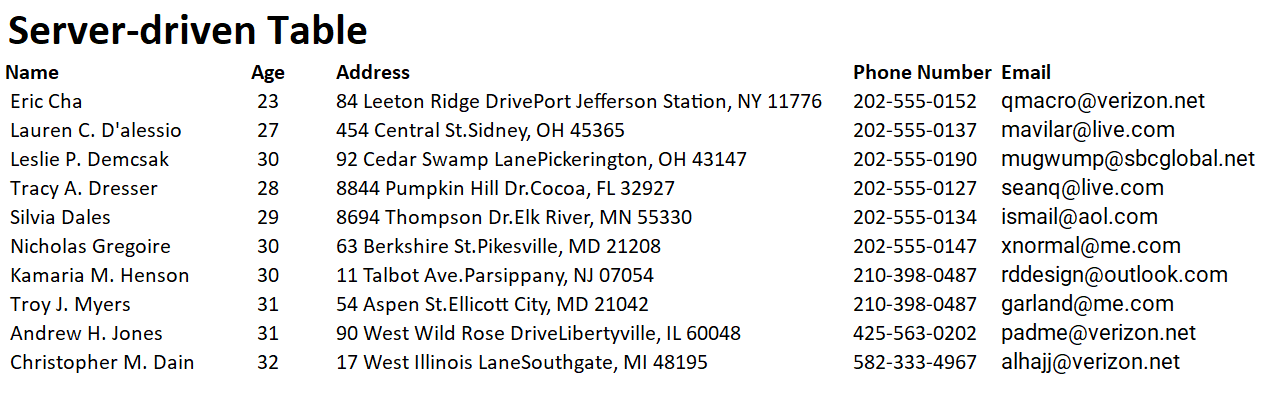 Server-driven Table
Name Age Address Phone Number Email
Eric Cha 23 84 Leeton Ridge DrivePort Jefferson Station, NY 11776 202-555-0152 qmacro@verizon.net
Lauren C. D'alessio 27 454 Central St.Sidney, OH 45365 202-555-0137 mavilar@live.com
Leslie P. Demcsak 30 92 Cedar Swamp LanePickerington, OH 43147 202-555-0190 mugwump@sbcglobal.net
Tracy A. Dresser 28 8844 Pumpkin Hill Dr.Cocoa, FL 32927 202-555-0127 seanq@live.com
Silvia Dales 29 8694 Thompson Dr.Elk River, MN 55330 202-555-0134 ismail@aol.com
Nicholas Gregoire 30 63 Berkshire St.Pikesville, MD 21208 202-555-0147 xnormal@me.com
Kamaria M. Henson 30 11 Talbot Ave.Parsippany, NJ 07054 210-398-0487 rddesign@outlook.com
Troy J. Myers 31 54 Aspen St.Ellicott City, MD 21042 210-398-0487 garland@me.com
Andrew H. Jones 31 90 West Wild Rose DriveLibertyville, IL 60048 425-563-0202 padme@verizon.net
Christopher M. Dain 32 17 West Illinois LaneSouthgate, MI 48195 582-333-4967 alhajj@verizon.net